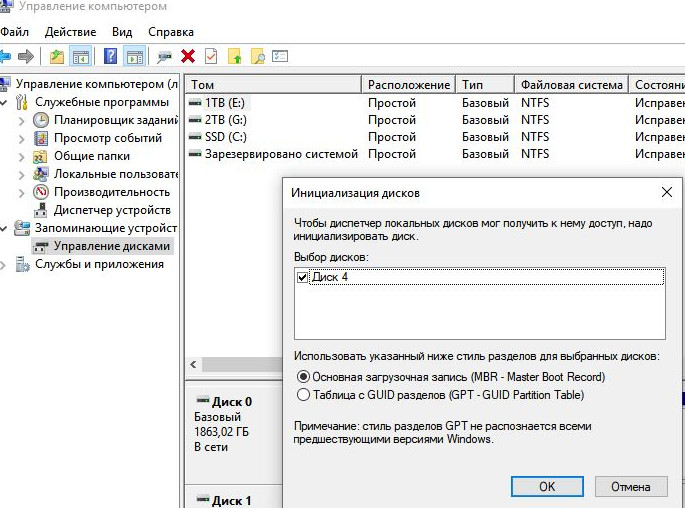 Управление компьютером
Файл Действие Вид Справка
Управление компьютером (л
Служебные программы
Планировщик заданий
Просмотр событий
Общие папки
Локальные пользовате
Производительность
Диспетчер устройств
Запоминающие устройст
Управление дисками
Службы и приложения
Том Расположение Тип Файловая система Состояни
1TB (E:) Простой Базовый NTFS Исправен
2TB (G:) Простой Базовый NTFS Исправен
SSD (C:) Простой Базовый NTFS Исправен
Зарезервировано системой Простой Базовый NTFS Исправен
Инициализация дисков
Чтобы диспетчер локальных дисков мог получить к нему доступ, надо
инициализировать диск.
Выбор дисков:
Диск 4
Использовать указанный ниже стиль разделов для выбранных дисков:
Основная загрузочная запись (MBR - Master Boot Record)
Таблица с GUID разделов (GPT - GUID Partition Table)
Примечание: стиль разделов GPT не распознается всеми
предшествующими версиями Windows.
OK Отмена
Диск 0
Базовый
1863,02 ГБ
В сети
Диск 1